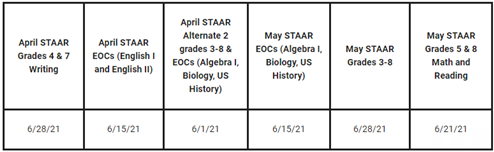 April STAAR
Grades 4 & 7
Writing
April STAAR
EOCs (English I
and English II)
April STAAR
Alternate 2
grades 3-8 &
EOCs (Algebra I,
Biology, US
History)
May STAAR
EOCs (Algebra I,
Biology, US
History)
May STAAR
Grades 3-8
May STAAR
Grades 5 & 8
Math and
Reading
6/28/21
6/15/21
6/1/21
6/15/21
6/28/21
6/21/21